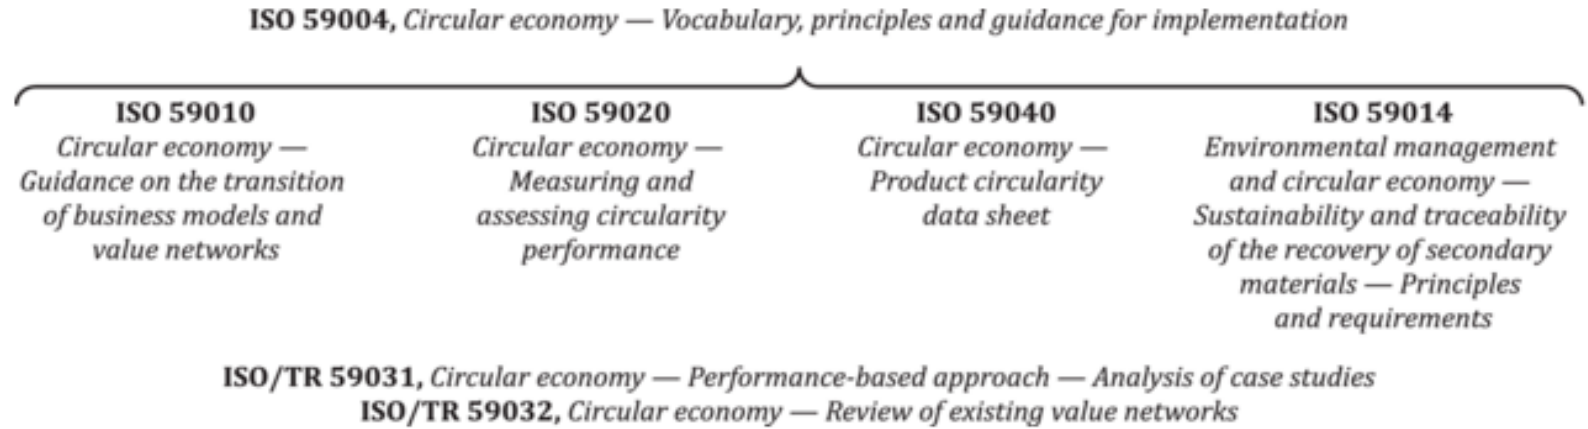 ISO 59004, Circular economy — Vocabulary, principles and guidance for implementation
ISO 59010
Circular economy —
Guidance on the transition
of business models and
value networks
ISO 59020
Circular economy —
Measuring and
assessing circularity
performance
ISO 59040
Circular economy —
Product circularity
data sheet
ISO 59014
Environmental management
and circular economy —
Sustainability and traceability
of the recovery of secondary
materials — Principles
and requirements
ISO/TR 59031, Circular economy — Performance-based approach — Analysis of case studies
ISO/TR 59032, Circular economy — Review of existing value networks